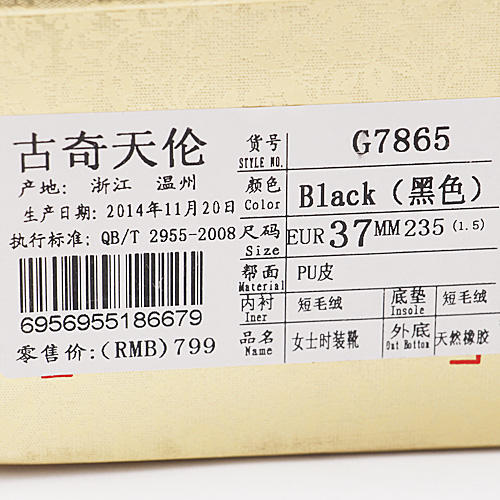 古奇天伦
产地: 浙江 温州
生产日期: 2014年11月20日
执行标准: QB/T 2955-2008
6956955186679
零售价:(RMB)799
货号 G7865
STYLE NO.
颜色 Black (黑色)
Color
尺码 EUR 37 MM 235 (1.5)
Size
帮面 PU皮
Material
内衬 短毛绒 底垫 短毛绒
Iner Insole
品名 女士时装靴 外底 天然橡胶
Name Out Bottom